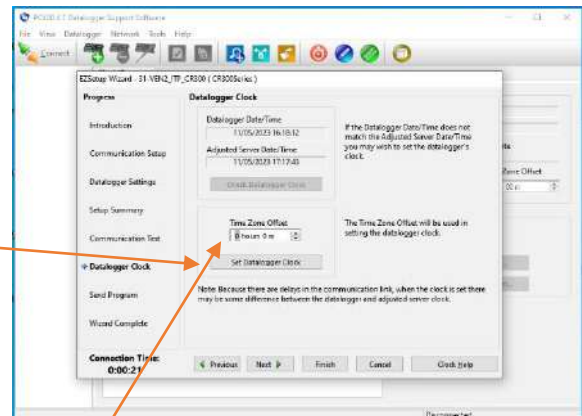 PC400 4.7 Datalogger Support Software
File View Datalogger Network Tools Help
Connect
EZSetup Wizard - S1-VEN2_ITP_CR300 ( CR300Series )
Progress
Datalogger Clock
Introduction
Communication Setup
Datalogger Settings
Setup Summary
Communication Test
Datalogger Clock
Send Program
Wizard Complete
Datalogger Date/Time
11/05/2023 16:18:12
Adjusted Server Date/Time
11/05/2023 17:17:43
Check Datalogger Clock
If the Datalogger Date/Time does not
match the Adjusted Server Date/Time
you may wish to set the datalogger's
clock.
Time Zone Offset
0 hours 0 m
Set Datalogger Clock
The Time Zone Offset will be used in
setting the datalogger clock.
Note: Because there are delays in the communication link, when the clock is set there
may be some difference between the datalogger and adjusted server clock.
Connection Time:
0:00:21
Previous Next Finish Cancel Clock Help
Zone Offset
Disconnected